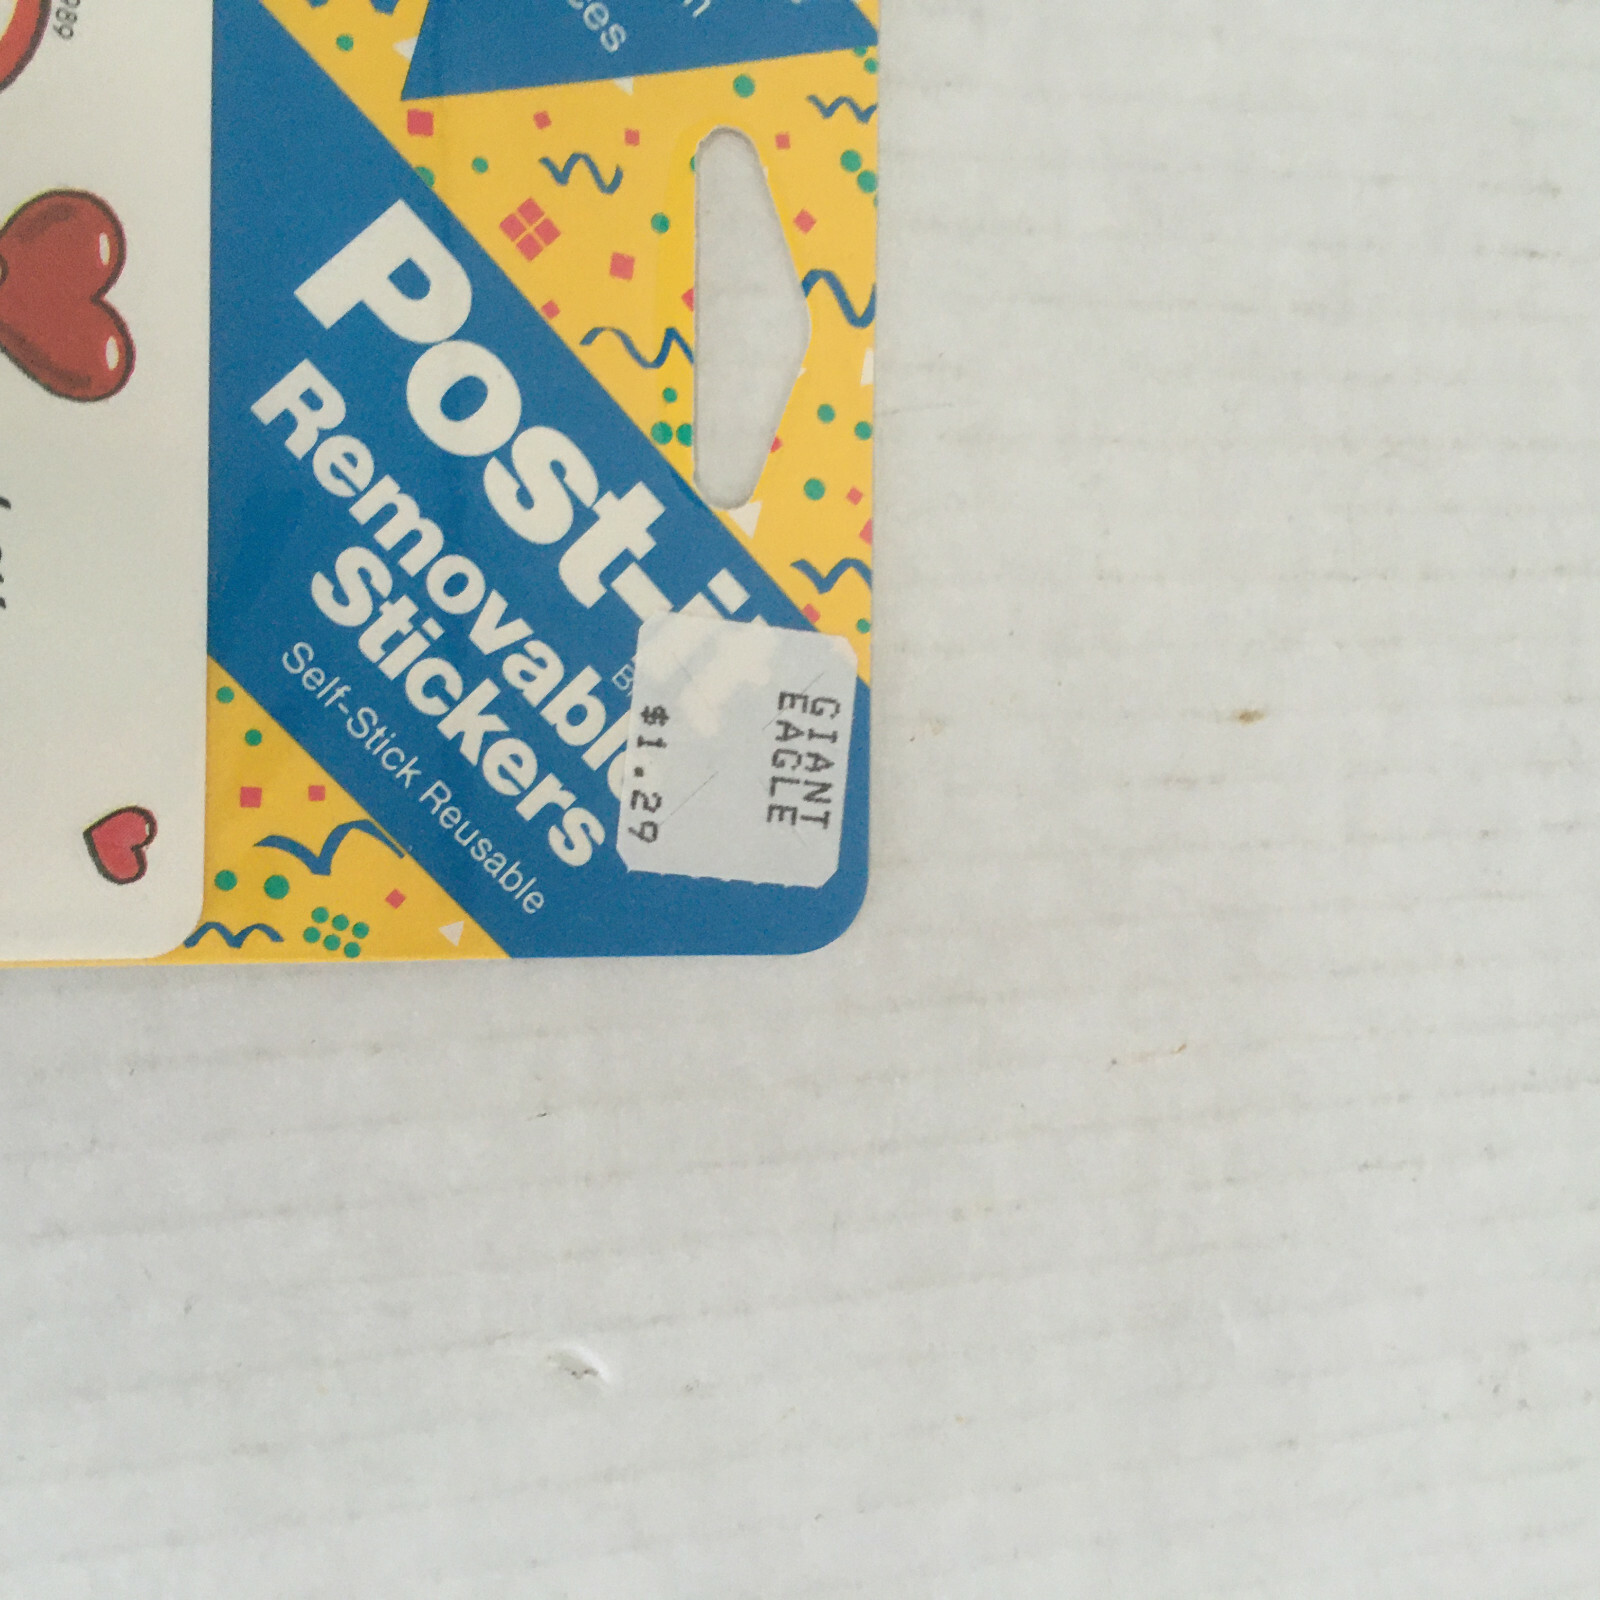 Post-it
Removable
Stickers
Self-Stick Reusable
GIANT
EAGLE
$1.29